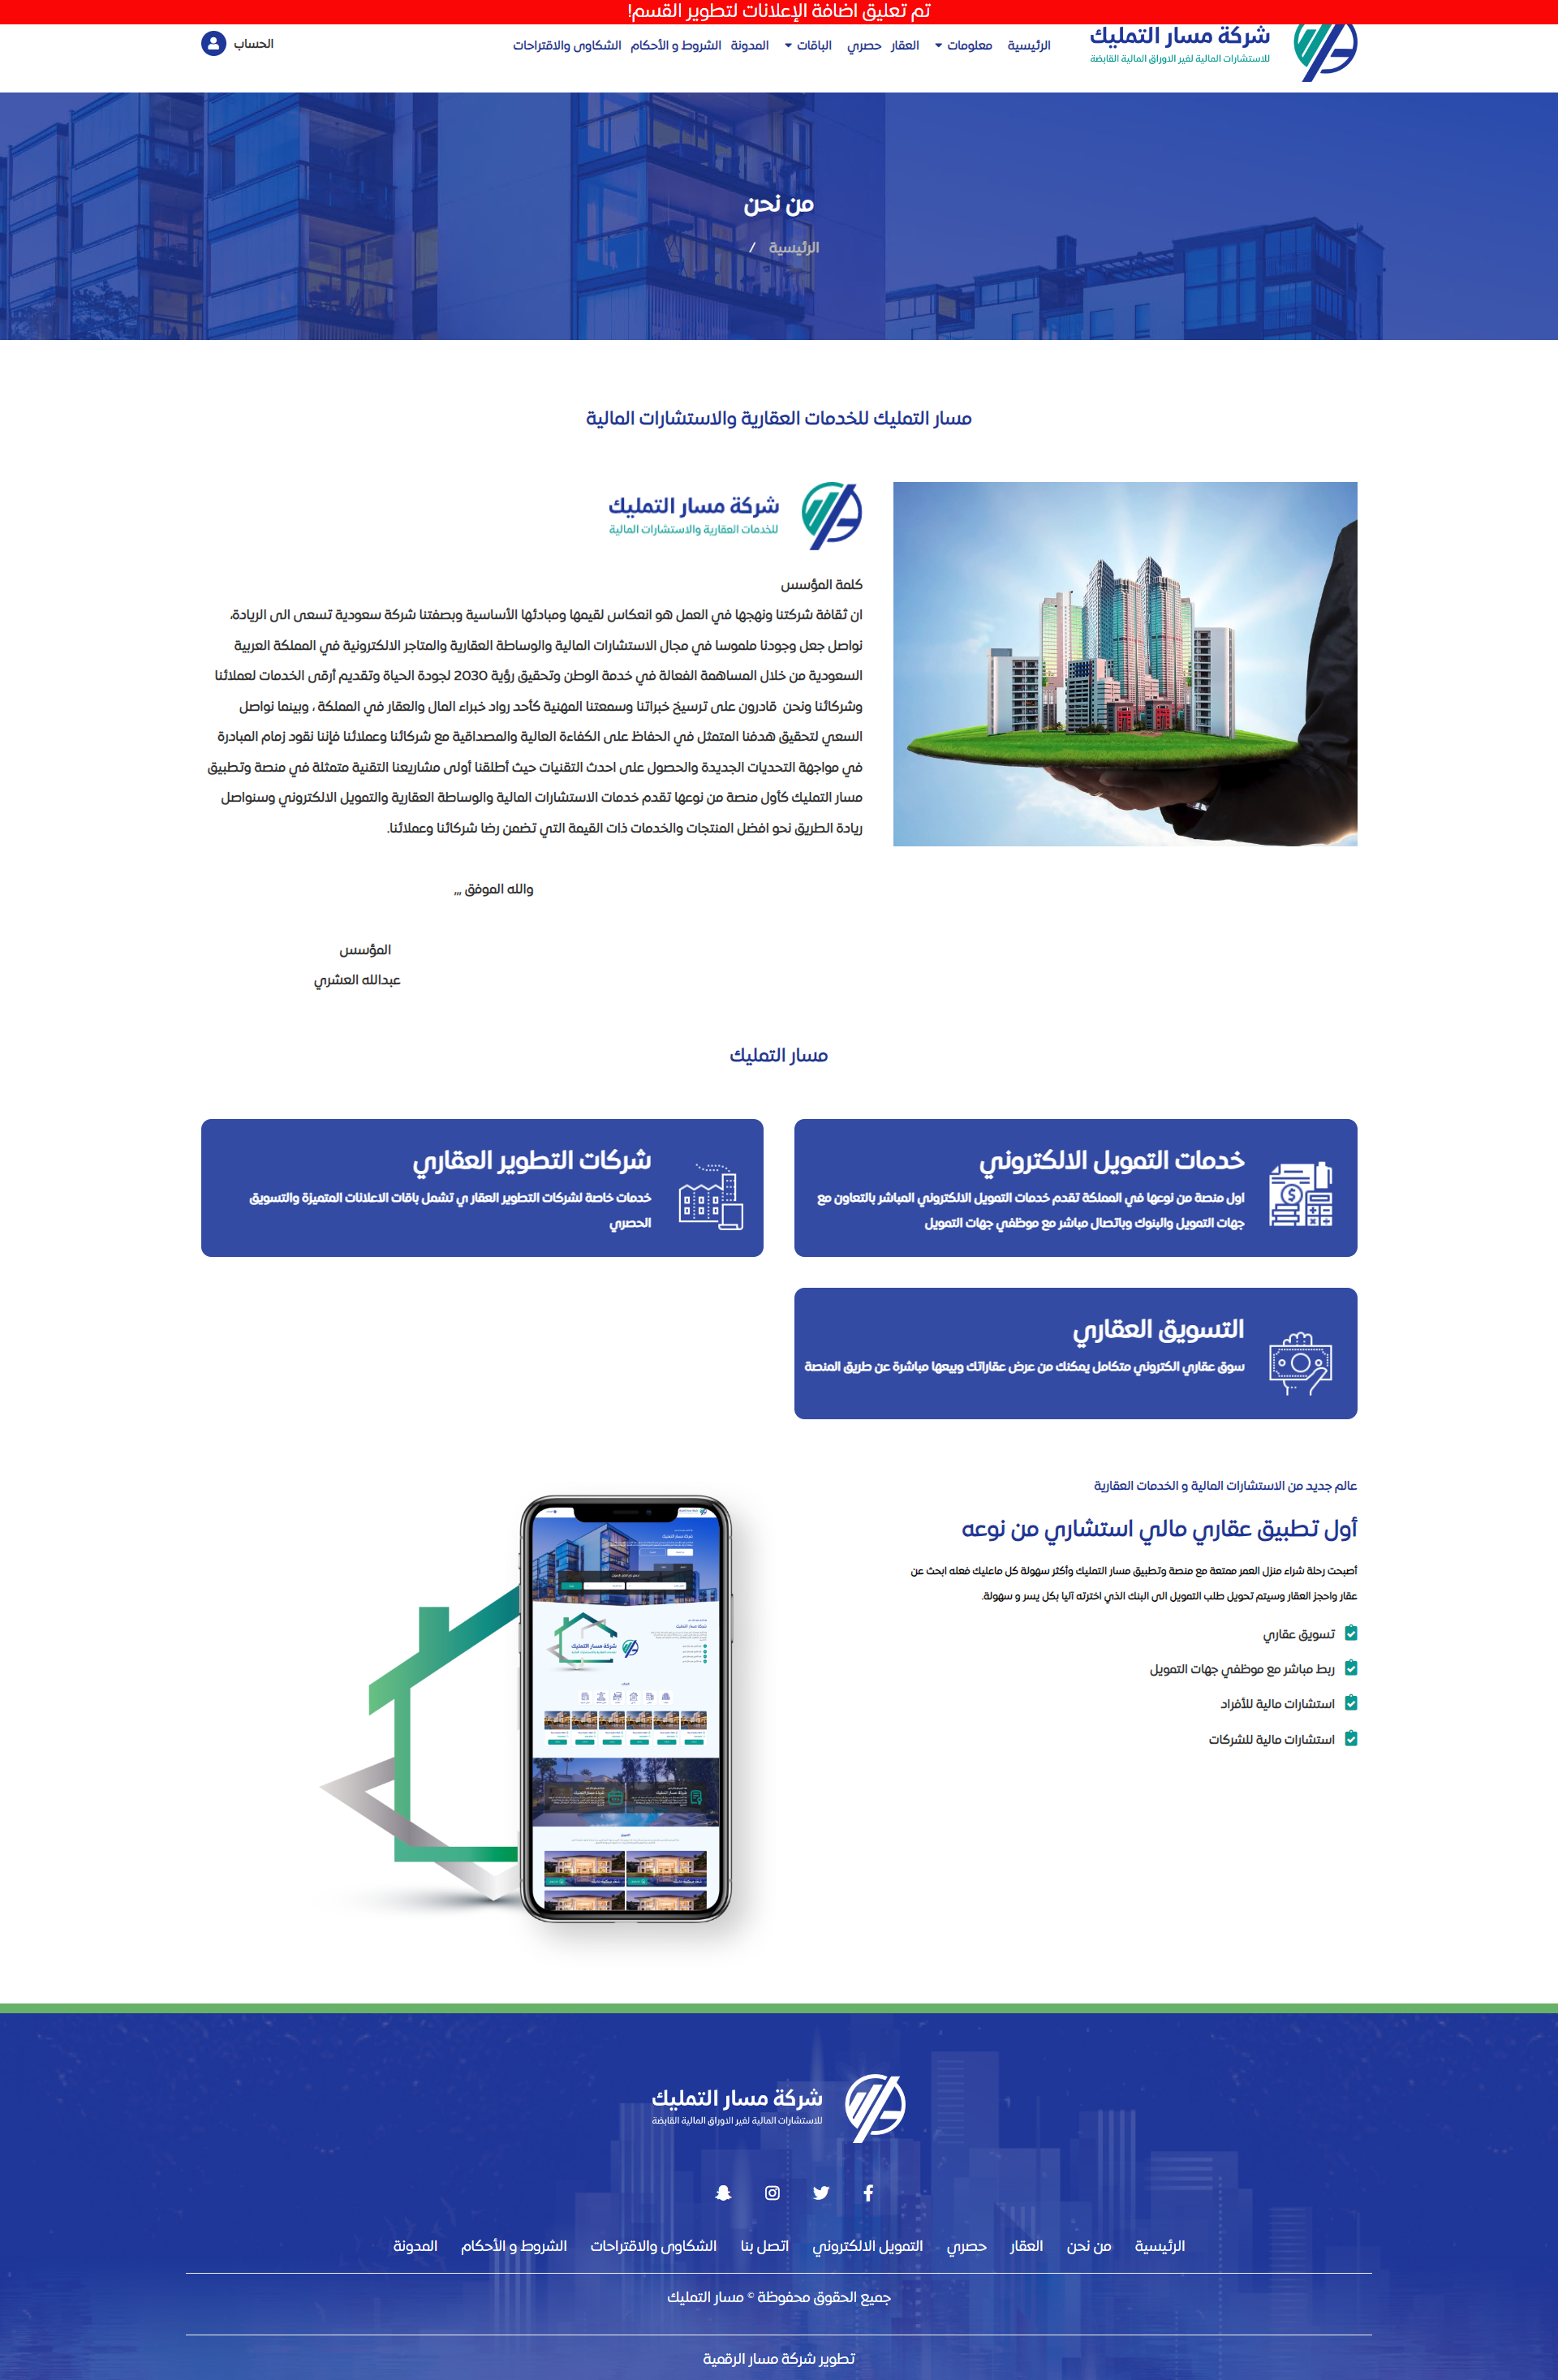 تم تعليق اضافة الإعلانات لتطوير القسم!
شركة مسار التمليك
للاستشارات المالية لغير الاوراق المالية القابضة
الرئيسية
معلومات
العقار
حصري
الباقات
المدونة
الشروط و الأحكام
الشكاوى والاقتراحات
الحساب
من نحن
الرئيسية /
مسار التمليك للخدمات العقارية والاستشارات المالية
شركة مسار التمليك
للخدمات العقارية والاستشارات المالية
كلمة المؤسس
ان ثقافة شركتنا ونهجها في العمل هو انعكاس لقيمها ومبادئها الأساسية وبصفتنا شركة سعودية تسعى الى الريادة،
نواصل جعل وجودنا ملموسا في مجال الاستشارات المالية والوساطة العقارية والمتاجر الالكترونية في المملكة العربية
السعودية من خلال المساهمة الفعالة في خدمة الوطن وتحقيق رؤية 2030 لجودة الحياة وتقديم أرقى الخدمات لعملائنا
وشركائنا ونحن قادرون على ترسيخ خبراتنا وسمعتنا المهنية كأحد رواد خبراء المال والعقار في المملكة ، وبينما نواصل
السعي لتحقيق هدفنا المتمثل في الحفاظ على الكفاءة العالية والمصداقية مع شركائنا وعملائنا فإننا نقود زمام المبادرة
في مواجهة التحديات الجديدة والحصول على احدث التقنيات حيث أطلقنا أولى مشاريعنا التقنية متمثلة في منصة وتطبيق
مسار التمليك كأول منصة من نوعها تقدم خدمات الاستشارات المالية والوساطة العقارية والتمويل الالكتروني وسنواصل
ريادة الطريق نحو افضل المنتجات والخدمات ذات القيمة التي تضمن رضا شركائنا وعملائنا.
والله الموفق ,,,
المؤسس
عبدالله العشري
مسار التمليك
خدمات التمويل الالكتروني
اول منصة من نوعها في المملكة تقدم خدمات التمويل الالكتروني المباشر بالتعاون مع
جهات التمويل والبنوك وباتصال مباشر مع موظفي جهات التمويل
شركات التطوير العقاري
خدمات خاصة لشركات التطوير العقار ي تشمل باقات الاعلانات المتميزة والتسويق
الحصري
التسويق العقاري
سوق عقاري الكتروني متكامل يمكنك من عرض عقاراتك وبيعها مباشرة عن طريق المنصة
عالم جديد من الاستشارات المالية و الخدمات العقارية
أول تطبيق عقاري مالي استشاري من نوعه
أصبحت رحلة شراء منزل العمر ممتعة مع منصة وتطبيق مسار التمليك وأكثر سهولة كل ماعليك فعله ابحث عن
عقار واحجز العقار وسيتم تحويل طلب التمويل الى البنك الذي اخترته آليا بكل يسر و سهولة.
تسويق عقاري
ربط مباشر مع موظفي جهات التمويل
استشارات مالية للأفراد
استشارات مالية للشركات
شركة مسار التمليك
شركة مسار التمليك
للاستشارات المالية لغير الاوراق المالية القابضة
الرئيسية
من نحن
العقار
حصري
التمويل الالكتروني
اتصل بنا
الشكاوى والاقتراحات
الشروط و الأحكام
المدونة
جميع الحقوق محفوظة © مسار التمليك
تطوير شركة مسار الرقمية